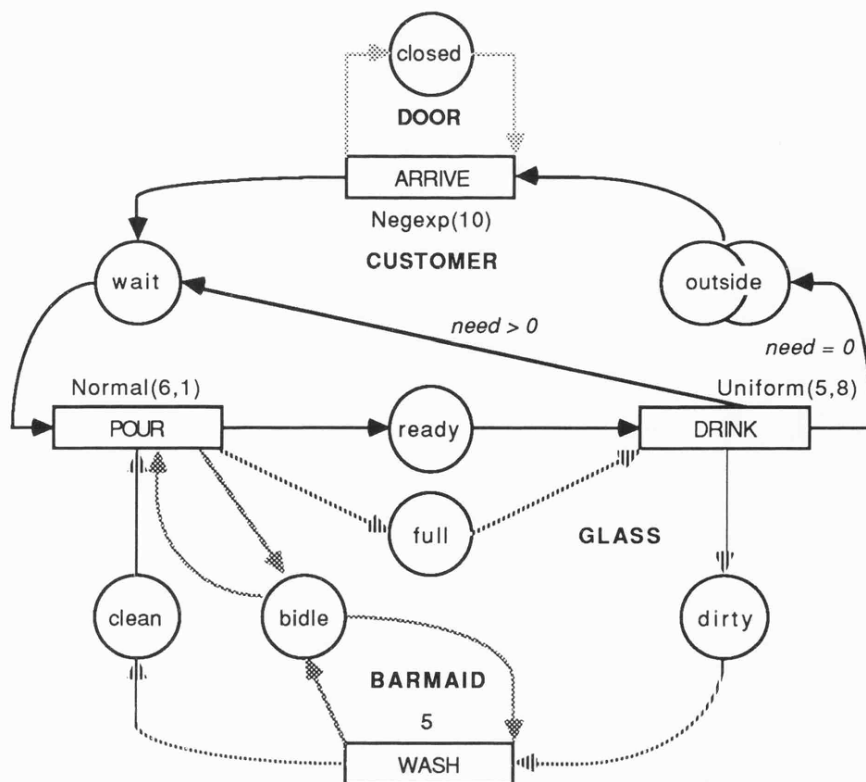 closed
DOOR
ARRIVE
Negexp(10)
CUSTOMER
wait
outside
need > 0
need = 0
Normal(6,1)
Uniform(5,8)
POUR
ready
DRINK
full
GLASS
clean
bidle
dirty
BARMAID
5
WASH